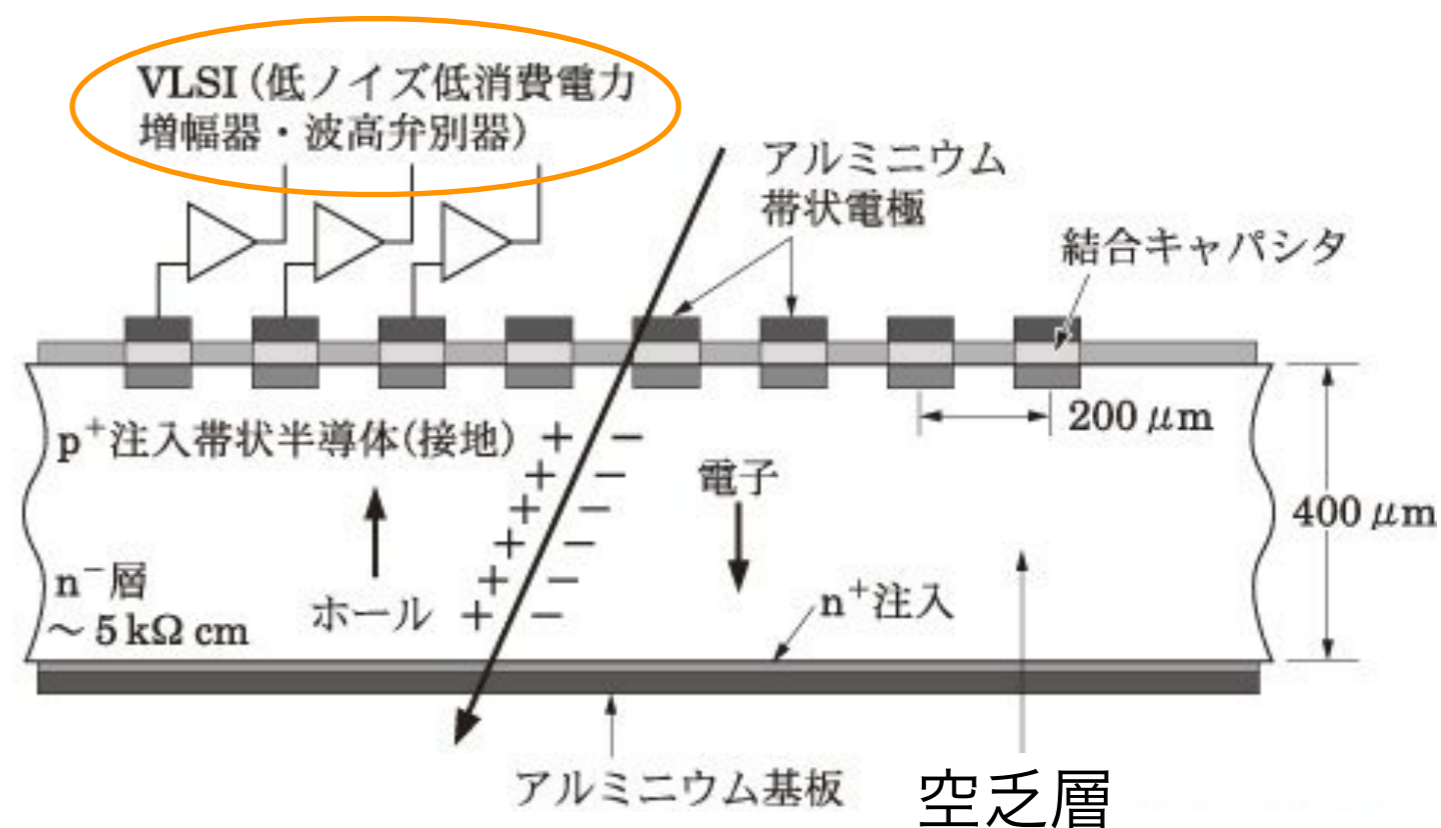 VLSI (低ノイズ低消費電力
増幅器・波高弁別器)
アルミニウム
帯状電極
結合キャパシタ
200 μm
p⁺注入帯状半導体(接地)
電子
400 μm
n⁻層
~ 5 kΩ cm
ホール
n⁺注入
アルミニウム基板
空乏層